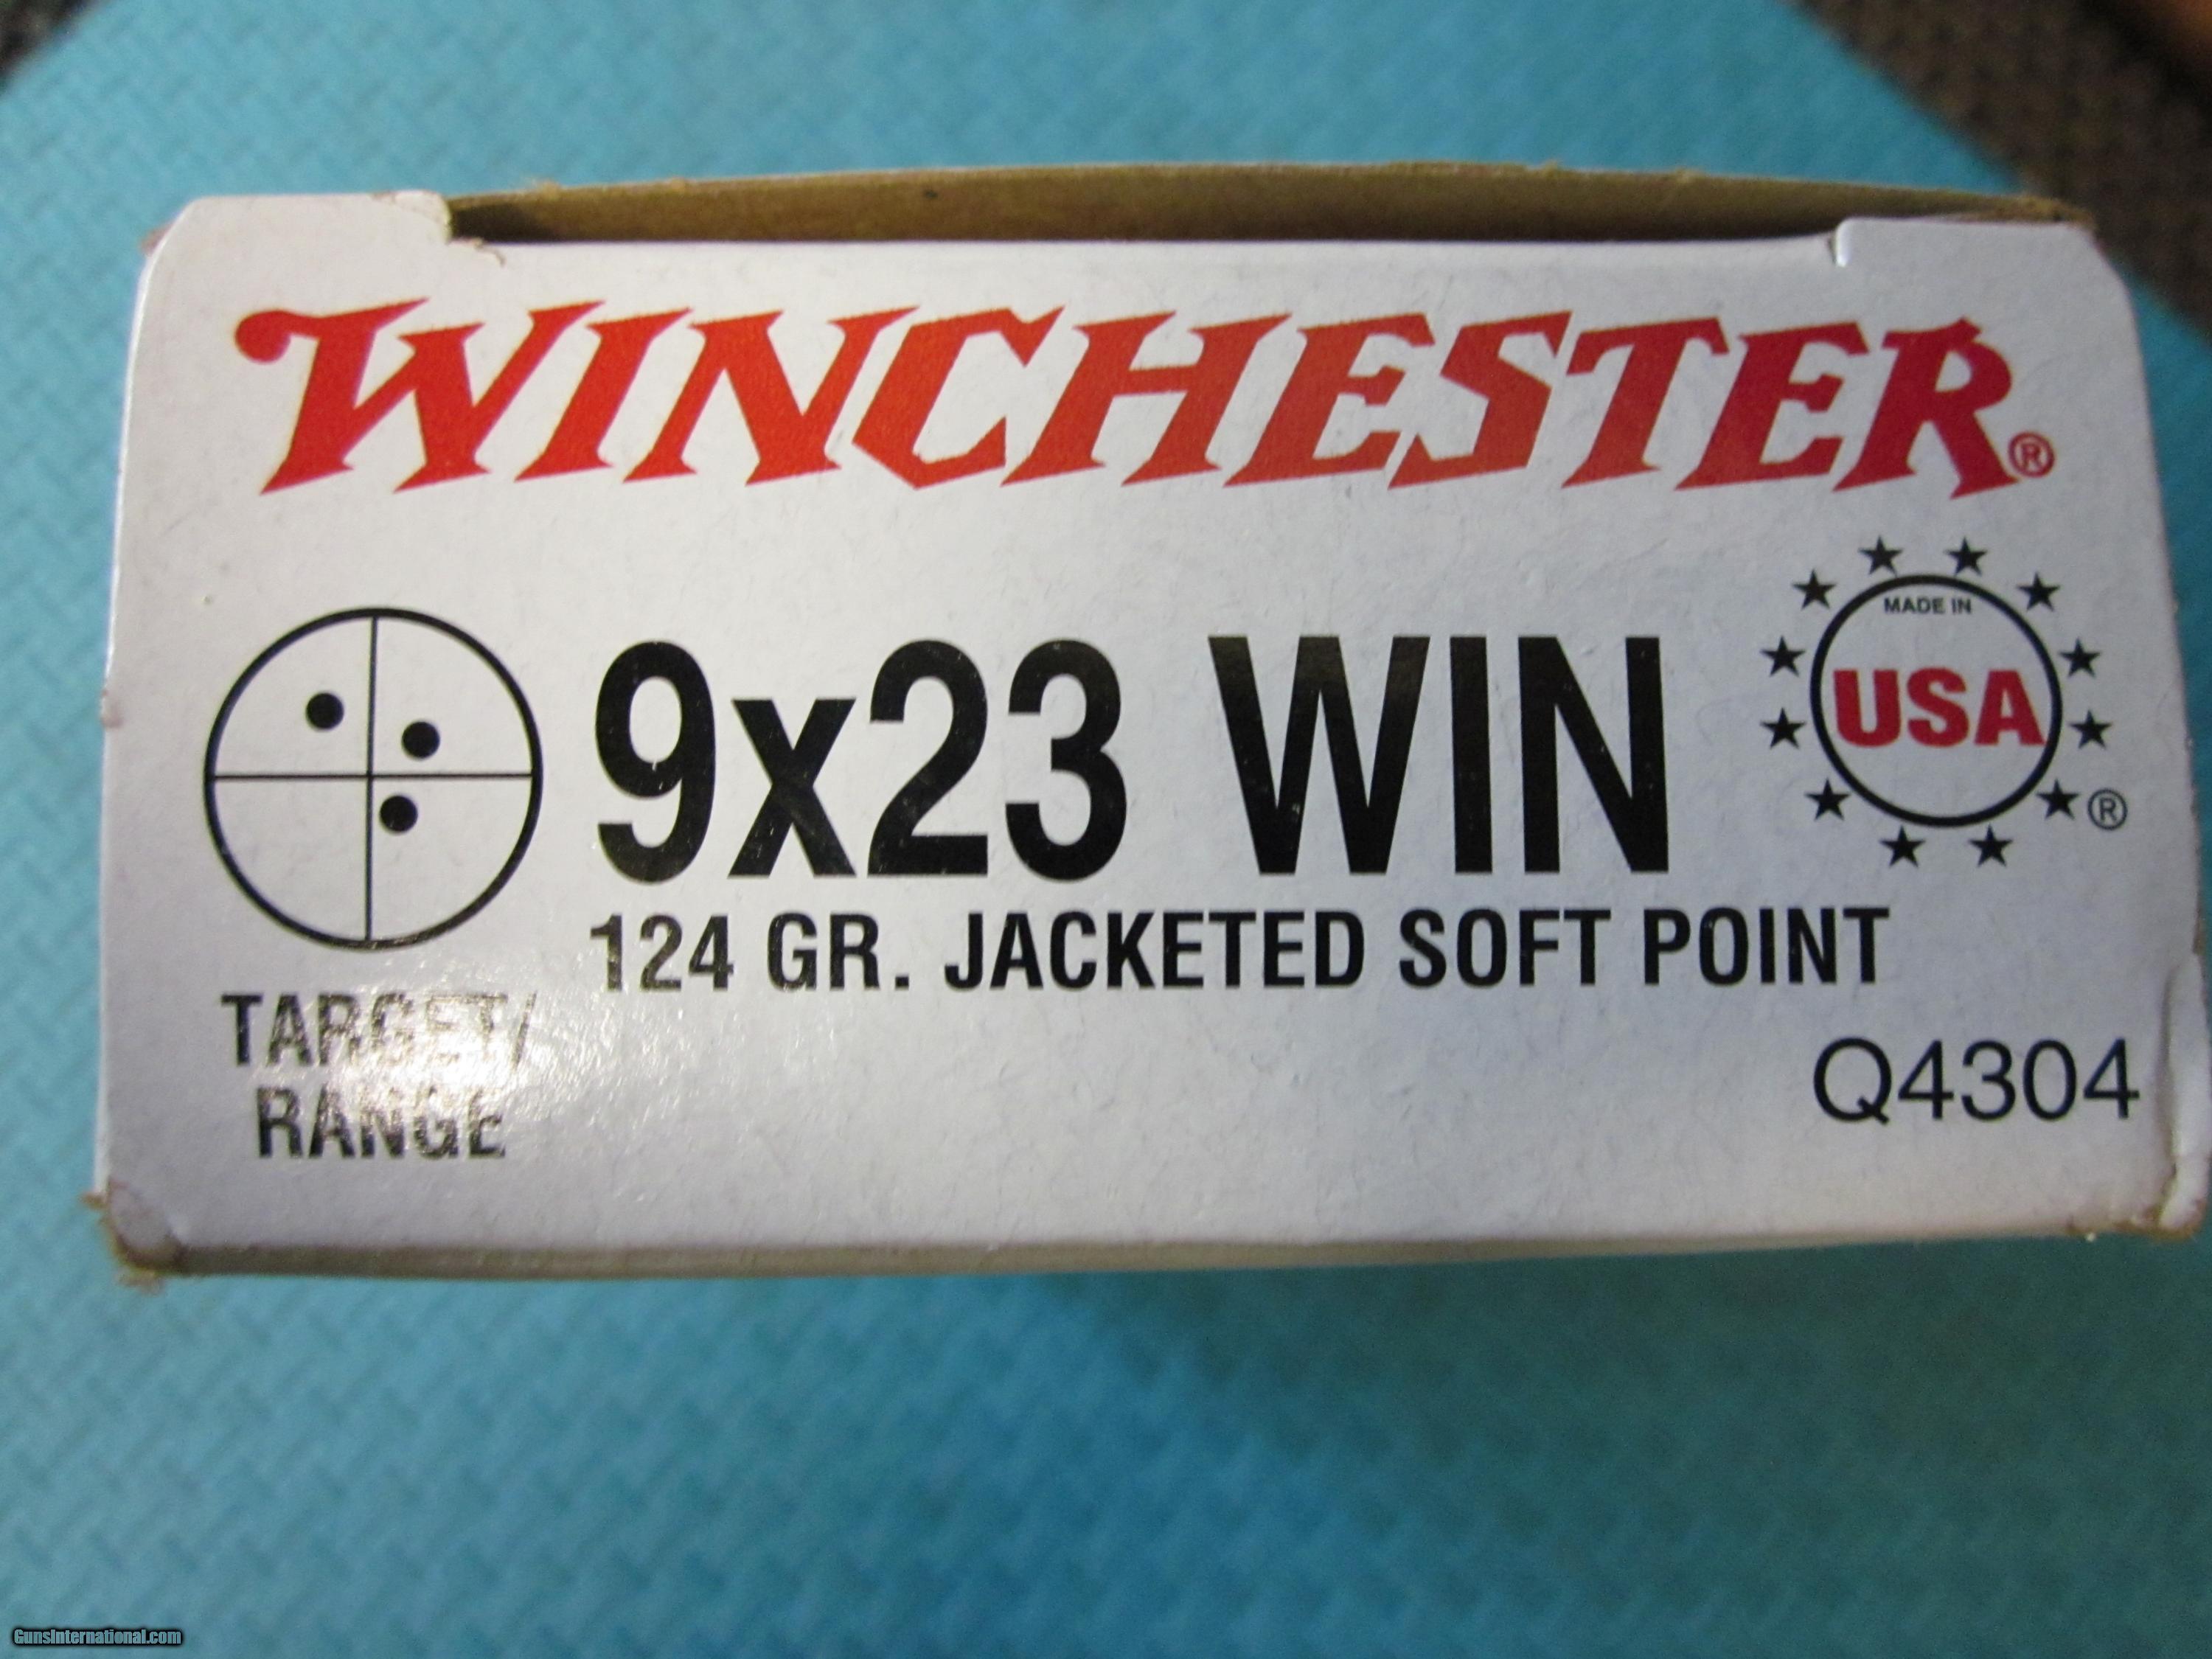 WINCHESTER®
MADE IN
USA ®
9x23 WIN
124 GR. JACKETED SOFT POINT
TARGET/
RANGE
Q4304
GunsInternational.com